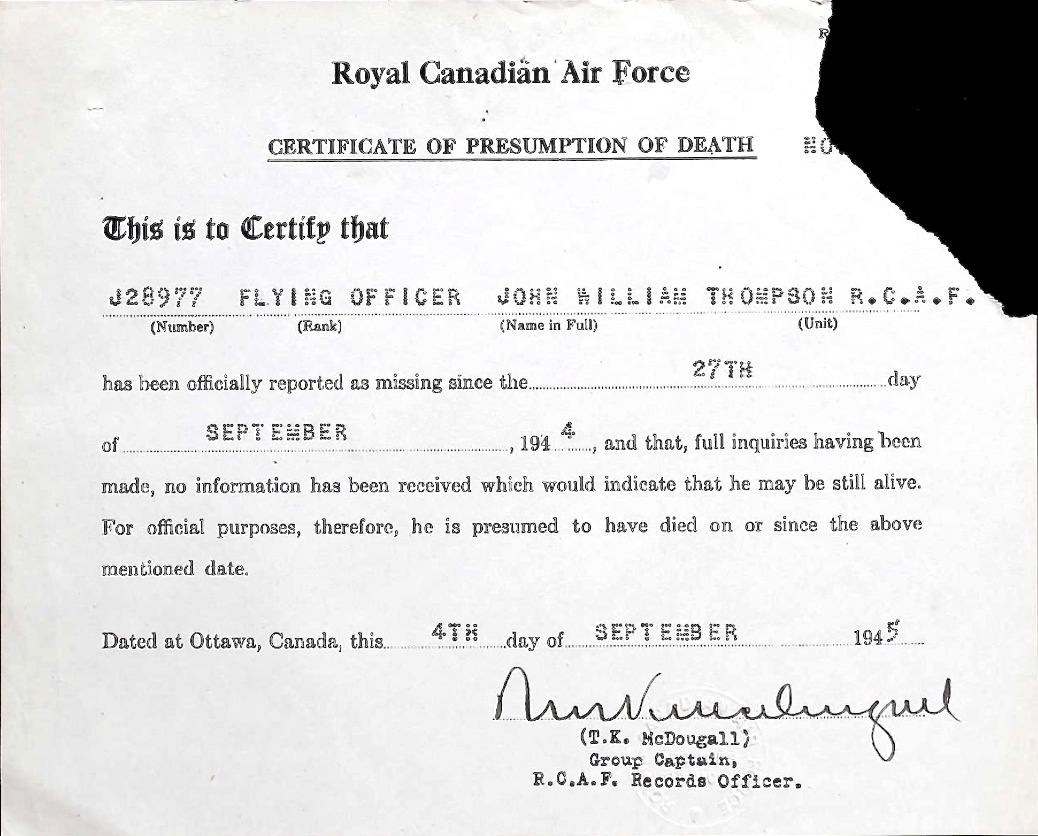 Royal Canadian Air Force
CERTIFICATE OF PRESUMPTION OF DEATH
This is to Certify that
J28977 FLYING OFFICER JOHN WILLIAM THOMPSON R.C.A.F.
(Number) (Rank) (Name in Full) (Unit)
has been officially reported as missing since the 27TH day
of SEPTEMBER, 1944, and that, full inquiries having been
made, no information has been received which would indicate that he may be still alive.
For official purposes, therefore, he is presumed to have died on or since the above
mentioned date.
Dated at Ottawa, Canada, this 4TH day of SEPTEMBER 1945
(T.K. McDougall)
Group Captain,
R.C.A.F. Records Officer.